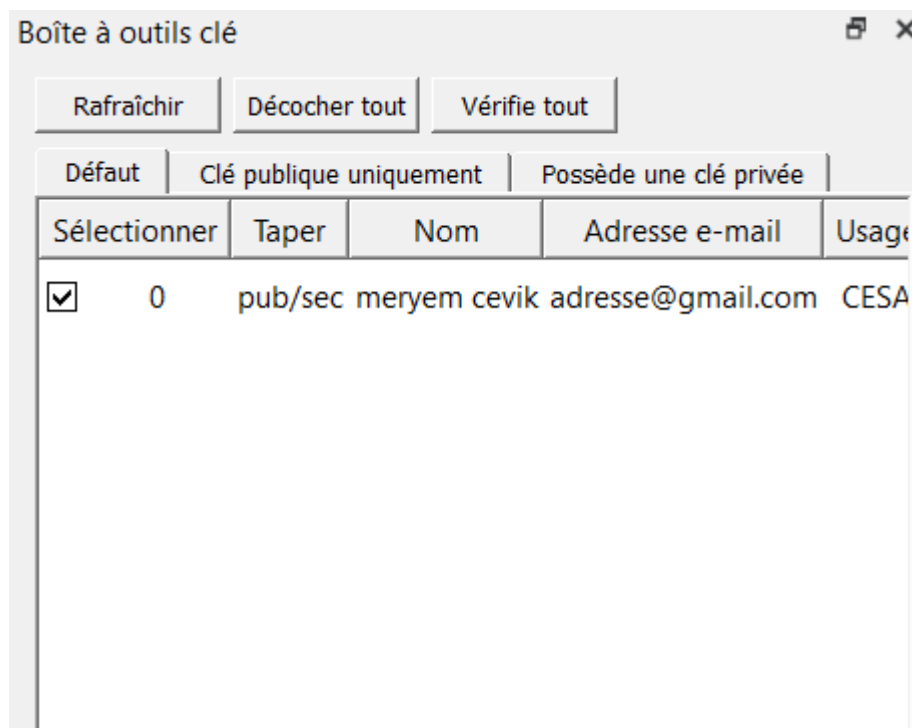 Boîte à outils clé
Rafraîchir Décocher tout Vérifie tout
Défaut Clé publique uniquement Possède une clé privée
Sélectionner Taper Nom Adresse e-mail Usage
0 pub/sec meryem cevik adresse@gmail.com CESA